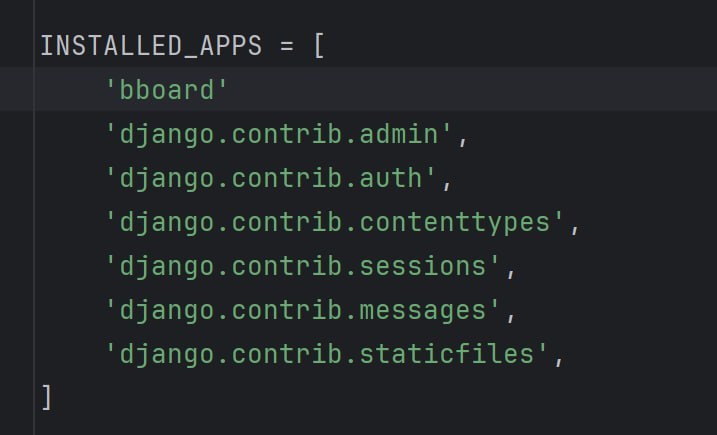 INSTALLED_APPS = [
    'bboard'
    'django.contrib.admin',
    'django.contrib.auth',
    'django.contrib.contenttypes',
    'django.contrib.sessions',
    'django.contrib.messages',
    'django.contrib.staticfiles',
]